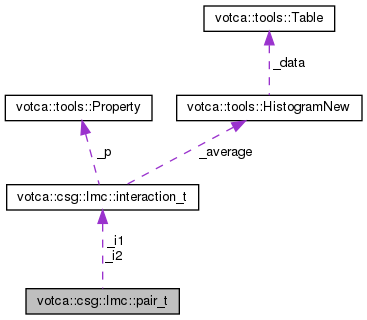 votca::tools::Table
_data
votca::tools::Property
votca::tools::HistogramNew
_p
_average
votca::csg::Imc::interaction_t
_i1
_i2
votca::csg::Imc::pair_t